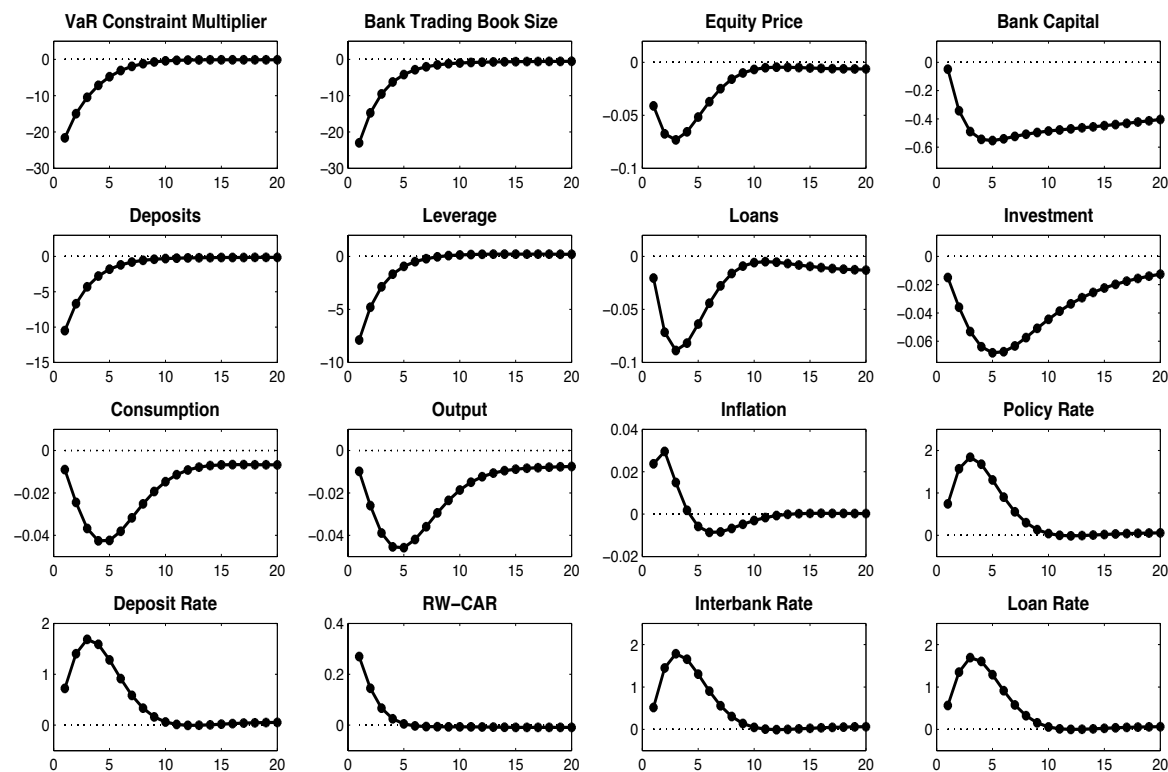 VaR Constraint Multiplier Bank Trading Book Size Equity Price Bank Capital
0 0 0 0
−10 −10 −0.05 −0.2
−20 −20 −0.4
−30 −30 −0.1 −0.6
0 5 10 15 20 0 5 10 15 20 0 5 10 15 20 0 5 10 15 20
Deposits Leverage Loans Investment
0 0 0 0
−5 −5 −0.05 −0.02
−10 −0.04
−15 −10 −0.1 −0.06
0 5 10 15 20 0 5 10 15 20 0 5 10 15 20 0 5 10 15 20
Consumption Output Inflation Policy Rate
0 0 0.04 2
−0.02 −0.02 0.02 1
−0.04 −0.04 0 0
−0.02
0 5 10 15 20 0 5 10 15 20 0 5 10 15 20 0 5 10 15 20
Deposit Rate RW−CAR Interbank Rate Loan Rate
2 0.4 2 2
1 0.2 1 1
0 0 0 0
0 5 10 15 20 0 5 10 15 20 0 5 10 15 20 0 5 10 15 20